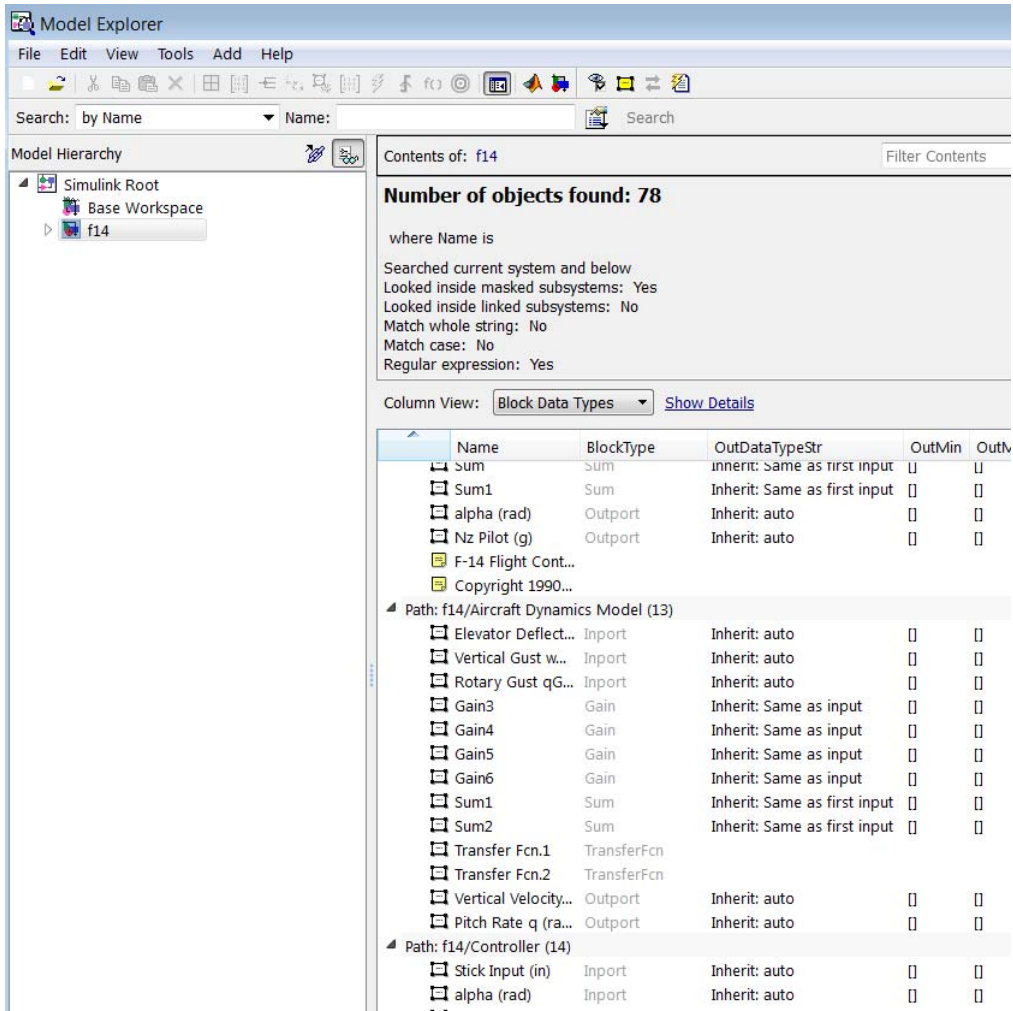 Model Explorer
File Edit View Tools Add Help
Search: by Name Name: Search
Model Hierarchy
Simulink Root
Base Workspace
f14
Contents of: f14 Filter Contents
Number of objects found: 78
where Name is
Searched current system and below
Looked inside masked subsystems: Yes
Looked inside linked subsystems: No
Match whole string: No
Match case: No
Regular expression: Yes
Column View: Block Data Types Show Details
Name BlockType OutDataTypeStr OutMin OutM
Sum Sum Inherit: Same as first input [] []
Sum1 Sum Inherit: Same as first input [] []
alpha (rad) Outport Inherit: auto [] []
Nz Pilot (g) Outport Inherit: auto [] []
F-14 Flight Cont...
Copyright 1990...
Path: f14/Aircraft Dynamics Model (13)
Elevator Deflect... Inport Inherit: auto [] []
Vertical Gust w... Inport Inherit: auto [] []
Rotary Gust qG... Inport Inherit: auto [] []
Gain3 Gain Inherit: Same as input [] []
Gain4 Gain Inherit: Same as input [] []
Gain5 Gain Inherit: Same as input [] []
Gain6 Gain Inherit: Same as input [] []
Sum1 Sum Inherit: Same as first input [] []
Sum2 Sum Inherit: Same as first input [] []
Transfer Fcn.1 TransferFcn
Transfer Fcn.2 TransferFcn
Vertical Velocity... Outport Inherit: auto [] []
Pitch Rate q (ra... Outport Inherit: auto [] []
Path: f14/Controller (14)
Stick Input (in) Inport Inherit: auto [] []
alpha (rad) Inport Inherit: auto [] []